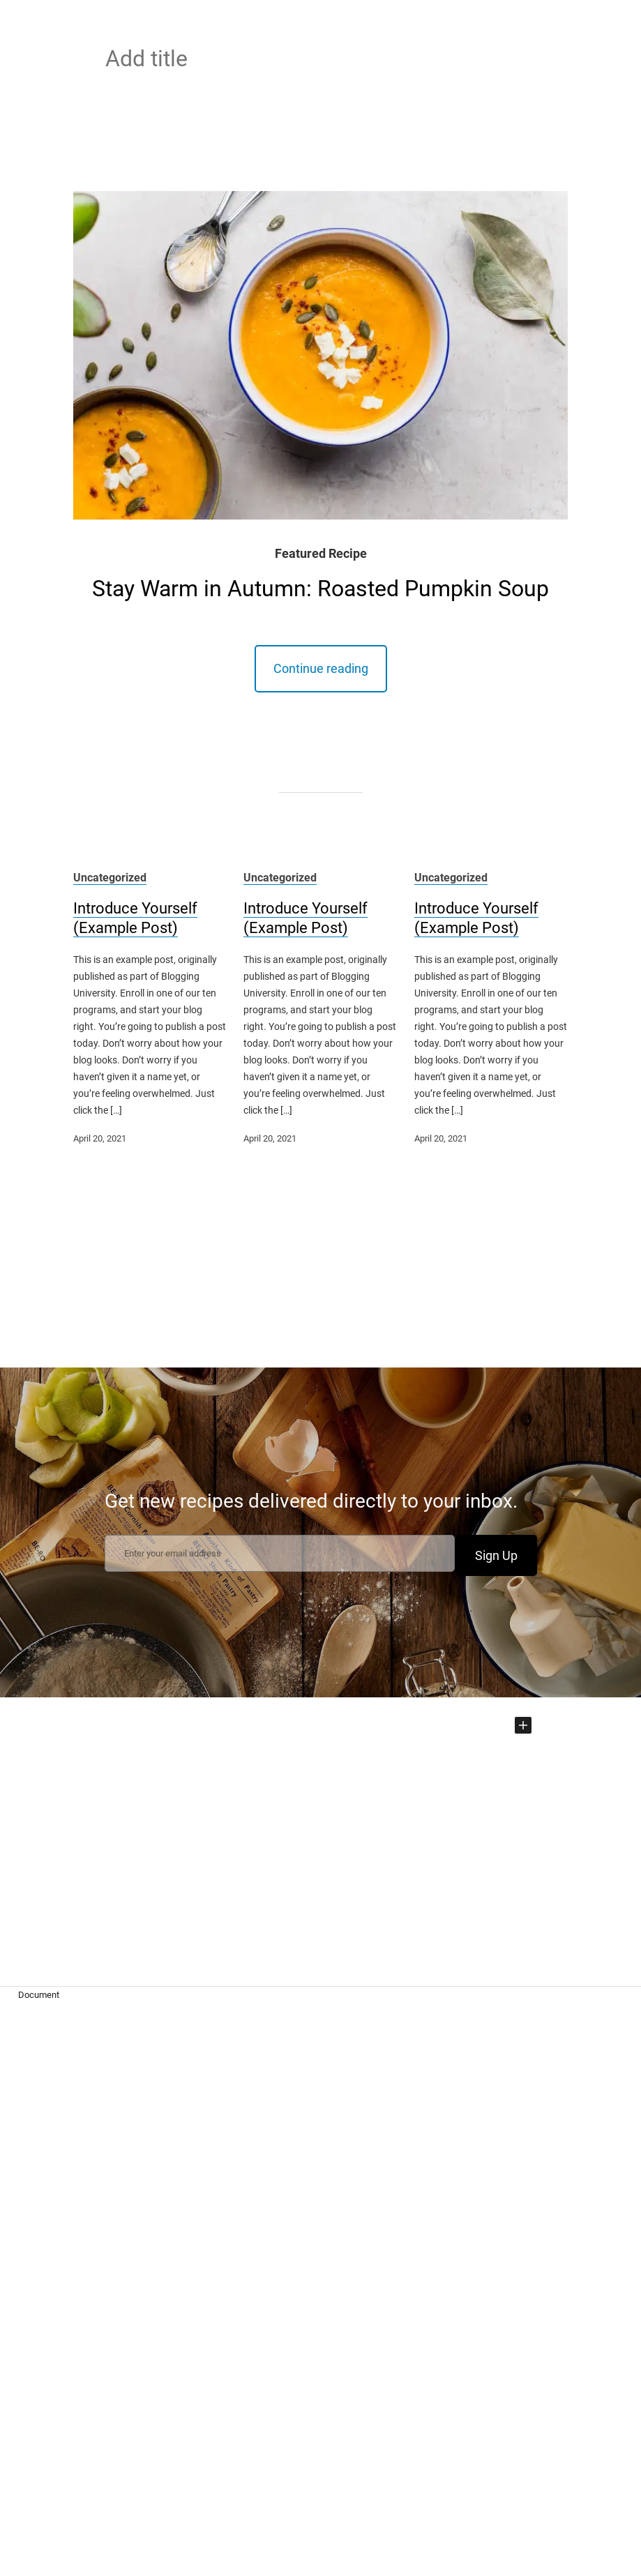 Add title
Featured Recipe
Stay Warm in Autumn: Roasted Pumpkin Soup
Continue reading
Uncategorized
Introduce Yourself
(Example Post)
This is an example post, originally
published as part of Blogging
University. Enroll in one of our ten
programs, and start your blog
right. You’re going to publish a post
today. Don’t worry about how your
blog looks. Don’t worry if you
haven’t given it a name yet, or
you’re feeling overwhelmed. Just
click the […]
April 20, 2021
Uncategorized
Introduce Yourself
(Example Post)
This is an example post, originally
published as part of Blogging
University. Enroll in one of our ten
programs, and start your blog
right. You’re going to publish a post
today. Don’t worry about how your
blog looks. Don’t worry if you
haven’t given it a name yet, or
you’re feeling overwhelmed. Just
click the […]
April 20, 2021
Uncategorized
Introduce Yourself
(Example Post)
This is an example post, originally
published as part of Blogging
University. Enroll in one of our ten
programs, and start your blog
right. You’re going to publish a post
today. Don’t worry about how your
blog looks. Don’t worry if you
haven’t given it a name yet, or
you’re feeling overwhelmed. Just
click the […]
April 20, 2021
Get new recipes delivered directly to your inbox.
Enter your email address
Sign Up
Document